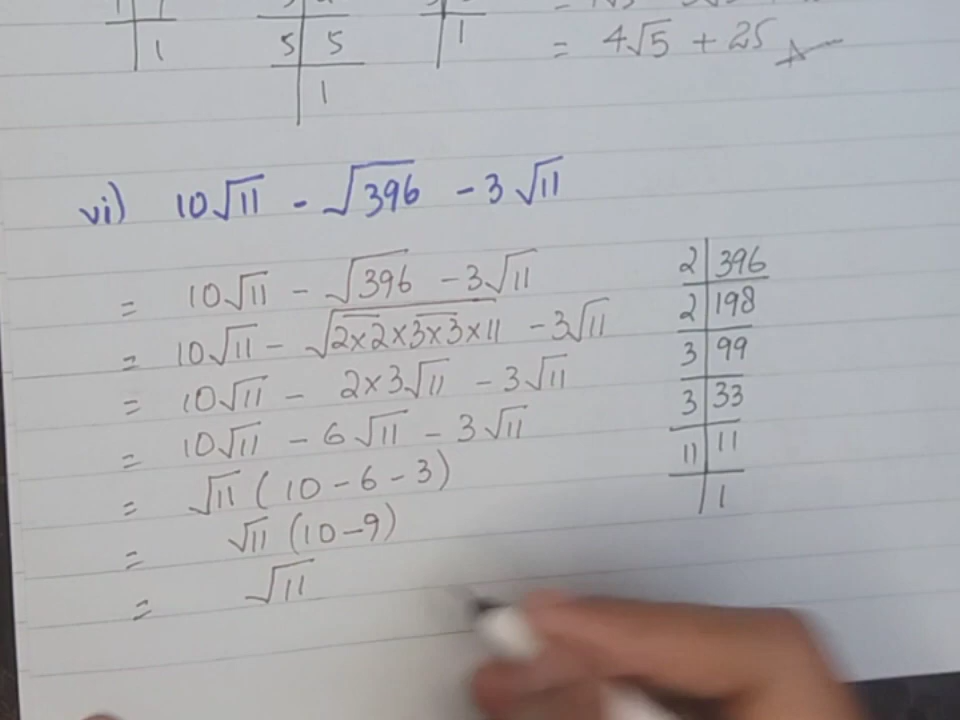 1
5 5
1
1
= 4√5 + 25
vi) 10√11 - √396 - 3√11
= 10√11 - √396 - 3√11
= 10√11 - √2×2×3×3×11 - 3√11
= 10√11 - 2×3√11 - 3√11
= 10√11 - 6√11 - 3√11
= √11 (10 - 6 - 3)
= √11 (10 - 9)
= √11
2 396
2 198
3 99
3 33
11 11
1